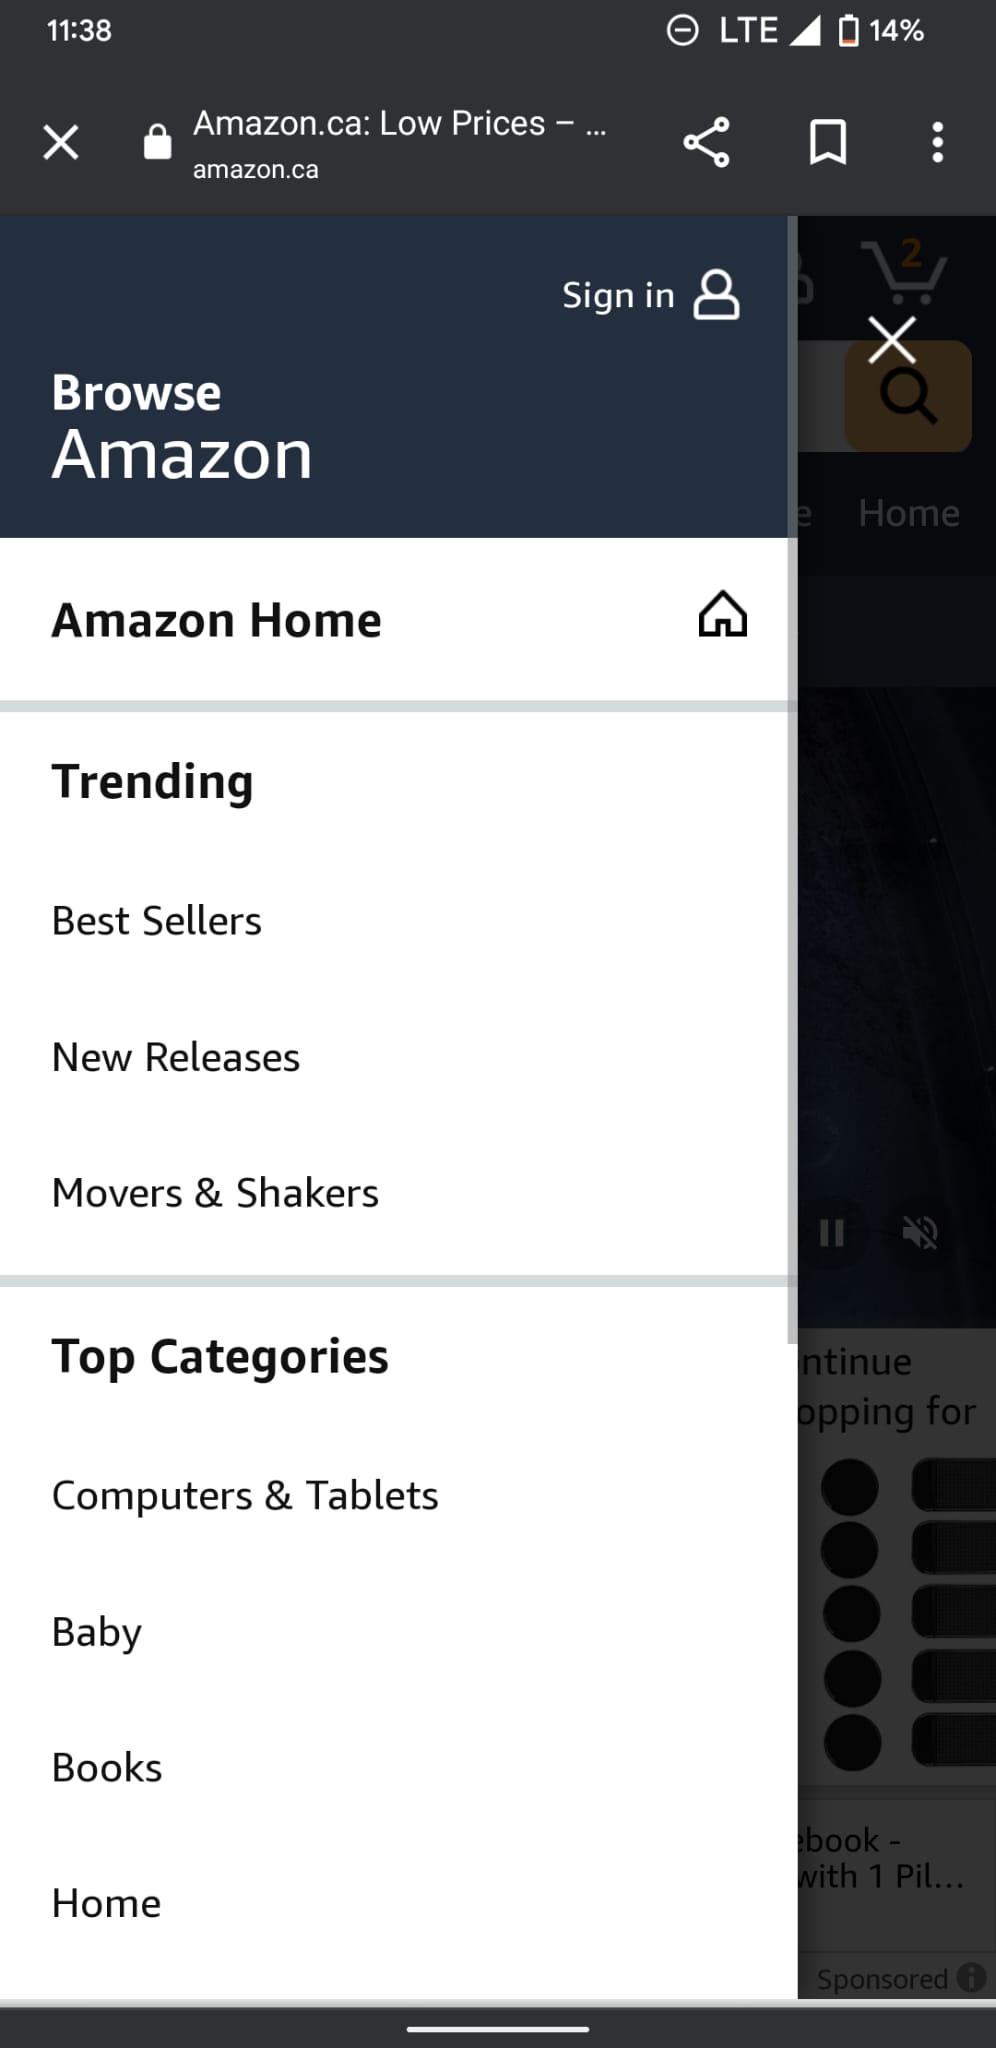 11:38
LTE 14%
Amazon.ca: Low Prices – ...
amazon.ca
2
Sign in
Browse
Amazon
Home
Amazon Home
Trending
Best Sellers
New Releases
Movers & Shakers
Top Categories
ntinue
opping for
Computers & Tablets
Baby
Books
ebook -
with 1 Pil...
Home
Sponsored